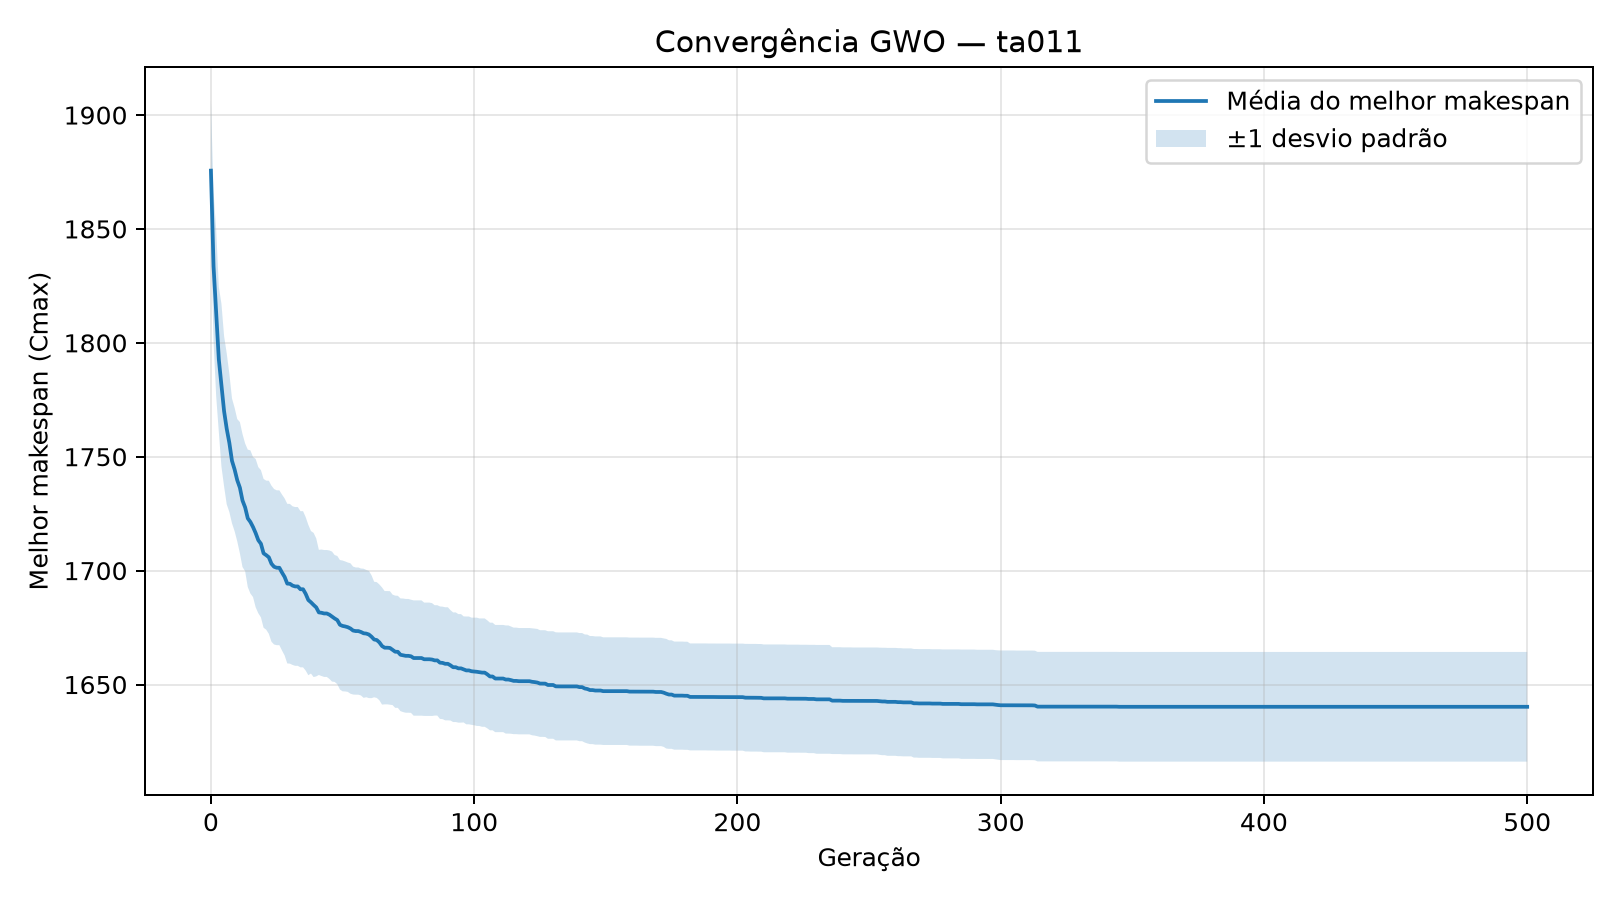 Convergência GWO — ta011
Média do melhor makespan
±1 desvio padrão
Melhor makespan (Cmax)
1900
1850
1800
1750
1700
1650
0 100 200 300 400 500
Geração